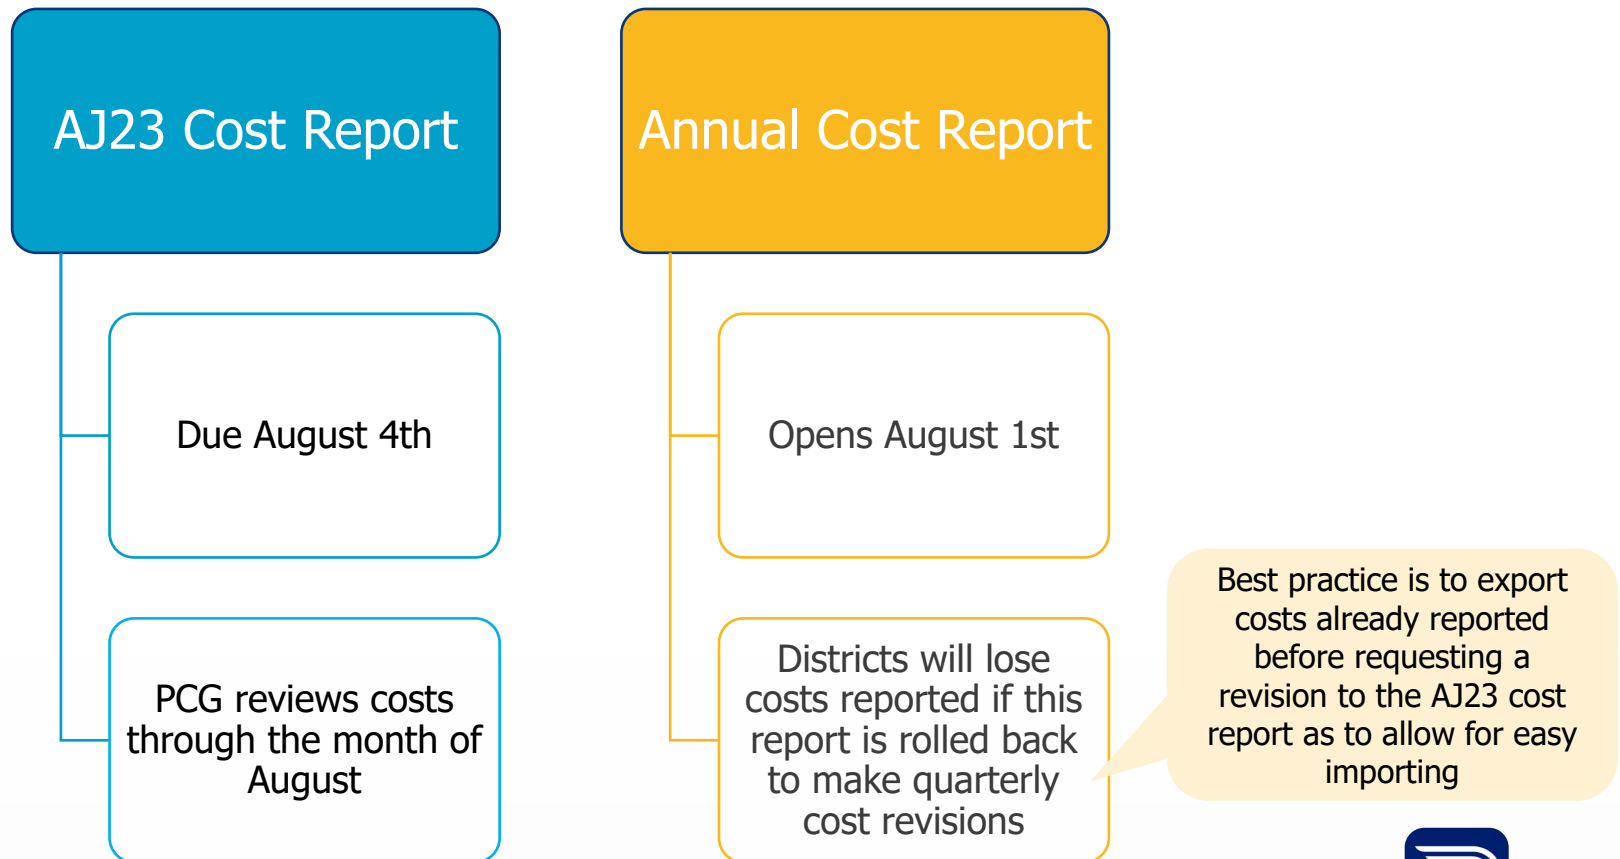 AJ23 Cost Report
Due August 4th
PCG reviews costs
through the month of
August
Annual Cost Report
Opens August 1st
Districts will lose
costs reported if this
report is rolled back
to make quarterly
cost revisions
Best practice is to export
costs already reported
before requesting a
revision to the AJ23 cost
report as to allow for easy
importing